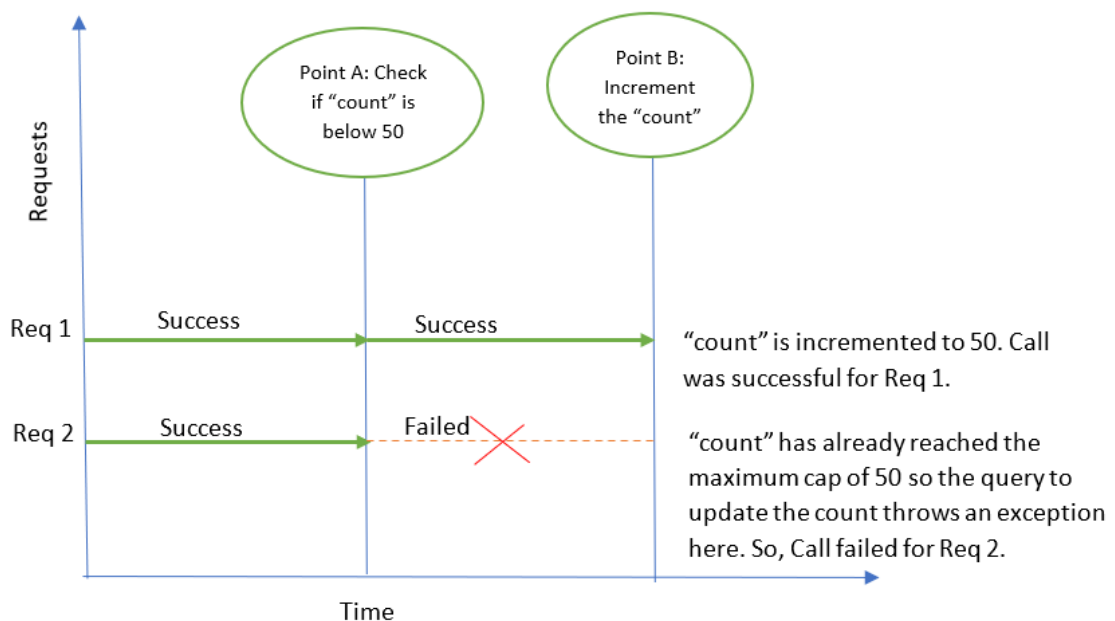 Point A: Check
if “count” is
below 50
Point B:
Increment
the “count”
Requests
Req 1
Success
Success
“count” is incremented to 50. Call
was successful for Req 1.
Req 2
Success
Failed
“count” has already reached the
maximum cap of 50 so the query to
update the count throws an exception
here. So, Call failed for Req 2.
Time